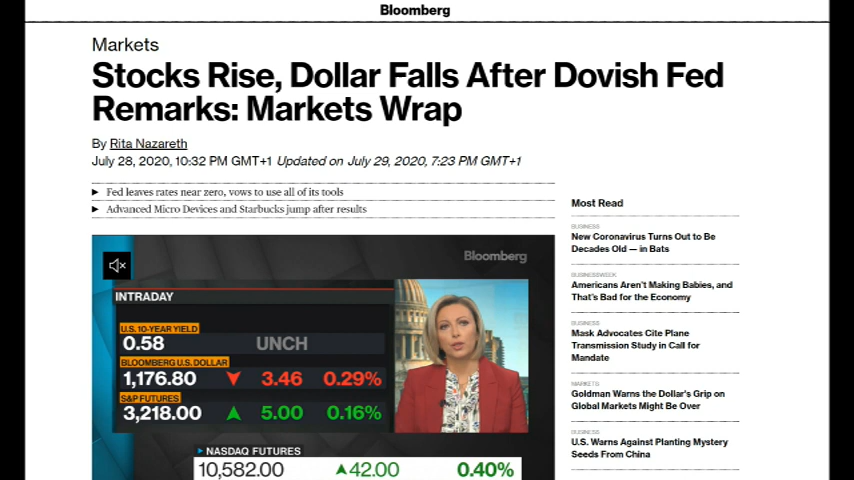 Bloomberg
Markets
Stocks Rise, Dollar Falls After Dovish Fed
Remarks: Markets Wrap
By Rita Nazareth
July 28, 2020, 10:32 PM GMT+1 Updated on July 29, 2020, 7:23 PM GMT+1
► Fed leaves rates near zero, vows to use all of its tools
► Advanced Micro Devices and Starbucks jump after results
Bloomberg
INTRADAY
U.S. 10-YEAR YIELD
0.58 UNCH
BLOOMBERG U.S. DOLLAR
1,176.80 ▼ 3.46 0.29%
S&P FUTURES
3,218.00 ▲ 5.00 0.16%
NASDAQ FUTURES
10,582.00 ▲42.00 0.40%
Most Read
BUSINESS
New Coronavirus Turns Out to Be
Decades Old — in Bats
BUSINESSWEEK
Americans Aren't Making Babies, and
That's Bad for the Economy
BUSINESS
Mask Advocates Cite Plane
Transmission Study in Call for
Mandate
MARKETS
Goldman Warns the Dollar's Grip on
Global Markets Might Be Over
BUSINESS
U.S. Warns Against Planting Mystery
Seeds From China